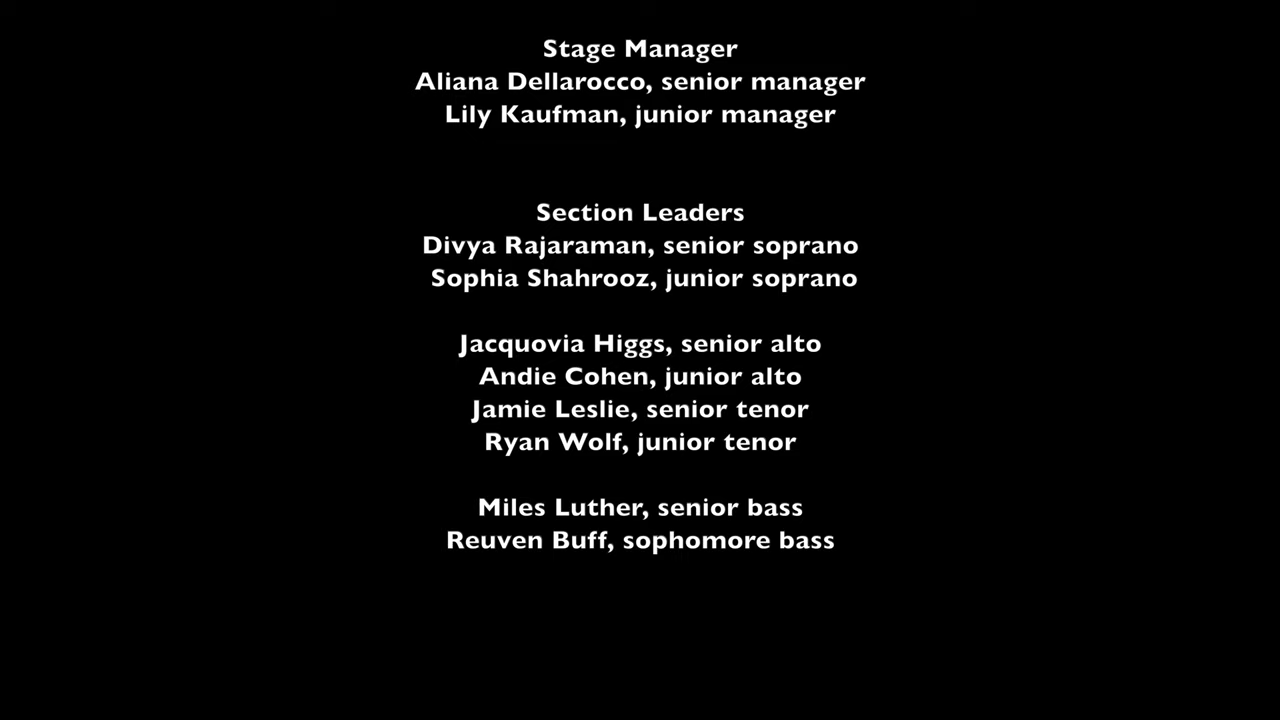 Stage Manager
Aliana Dellarocco, senior manager
Lily Kaufman, junior manager
Section Leaders
Divya Rajaraman, senior soprano
Sophia Shahrooz, junior soprano
Jacquovia Higgs, senior alto
Andie Cohen, junior alto
Jamie Leslie, senior tenor
Ryan Wolf, junior tenor
Miles Luther, senior bass
Reuven Buff, sophomore bass